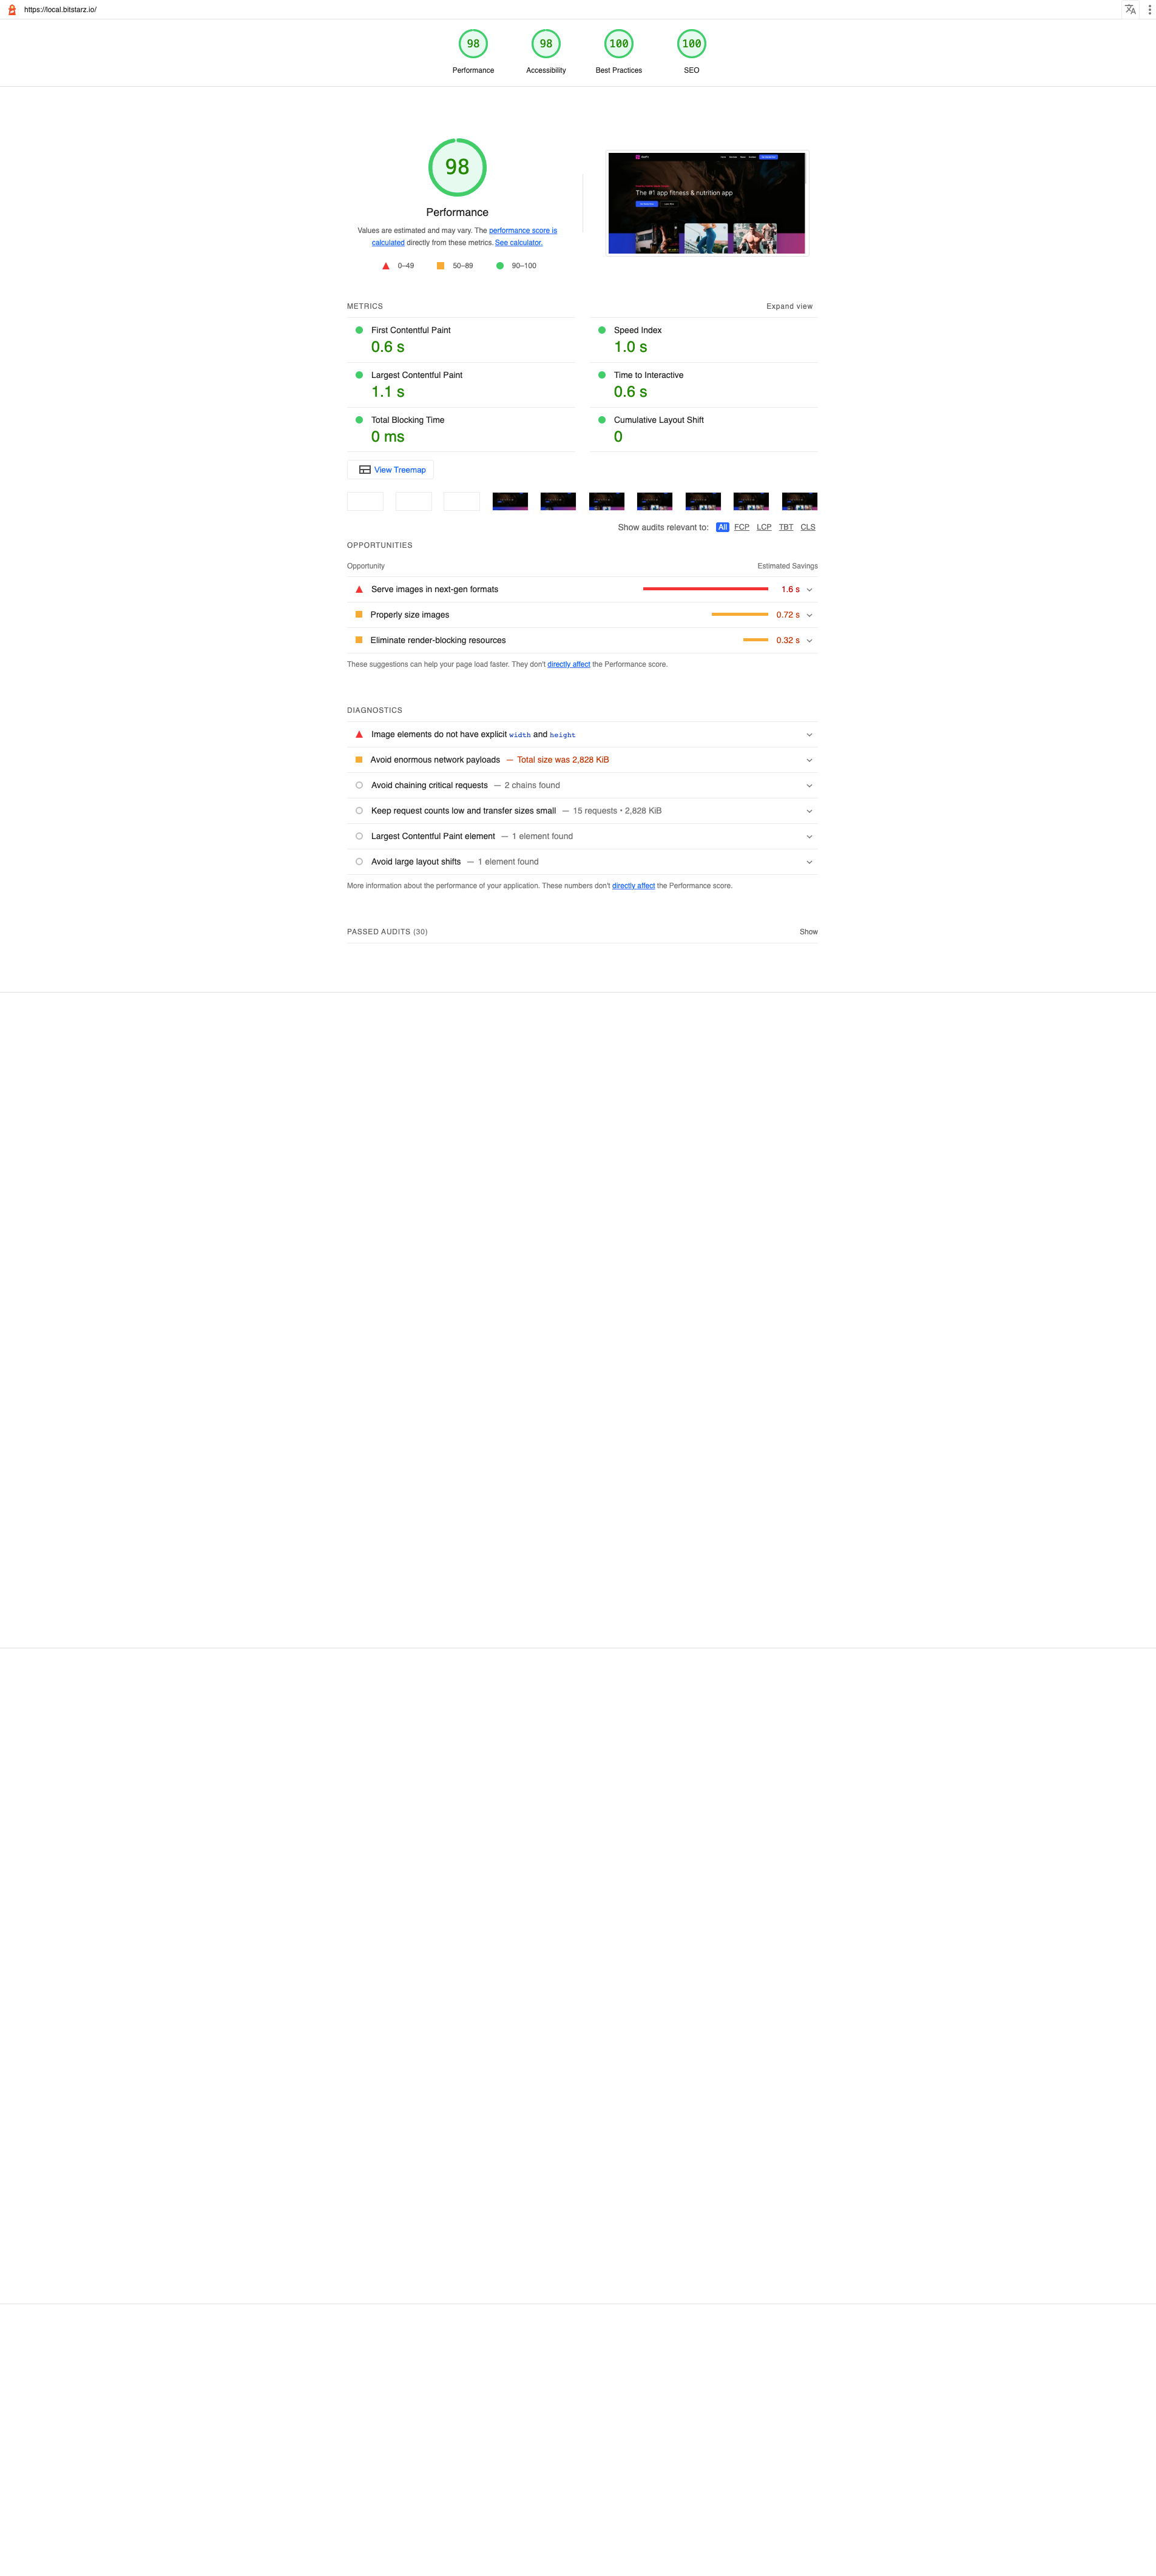 https://local.bitstarz.io/
98
98
100
100
Performance
Accessibility
Best Practices
SEO
98
Performance
Values are estimated and may vary. The performance score is
calculated directly from these metrics. See calculator.
0–49
50–89
90–100
The #1 app fitness & nutrition app
METRICS
Expand view
First Contentful Paint
0.6 s
Speed Index
1.0 s
Largest Contentful Paint
1.1 s
Time to Interactive
0.6 s
Total Blocking Time
0 ms
Cumulative Layout Shift
0
View Treemap
Show audits relevant to: All FCP LCP TBT CLS
OPPORTUNITIES
Opportunity
Estimated Savings
Serve images in next-gen formats
1.6 s
Properly size images
0.72 s
Eliminate render-blocking resources
0.32 s
These suggestions can help your page load faster. They don't directly affect the Performance score.
DIAGNOSTICS
Image elements do not have explicit width and height
Avoid enormous network payloads — Total size was 2,828 KiB
Avoid chaining critical requests — 2 chains found
Keep request counts low and transfer sizes small — 15 requests • 2,828 KiB
Largest Contentful Paint element — 1 element found
Avoid large layout shifts — 1 element found
More information about the performance of your application. These numbers don't directly affect the Performance score.
PASSED AUDITS (30)
Show